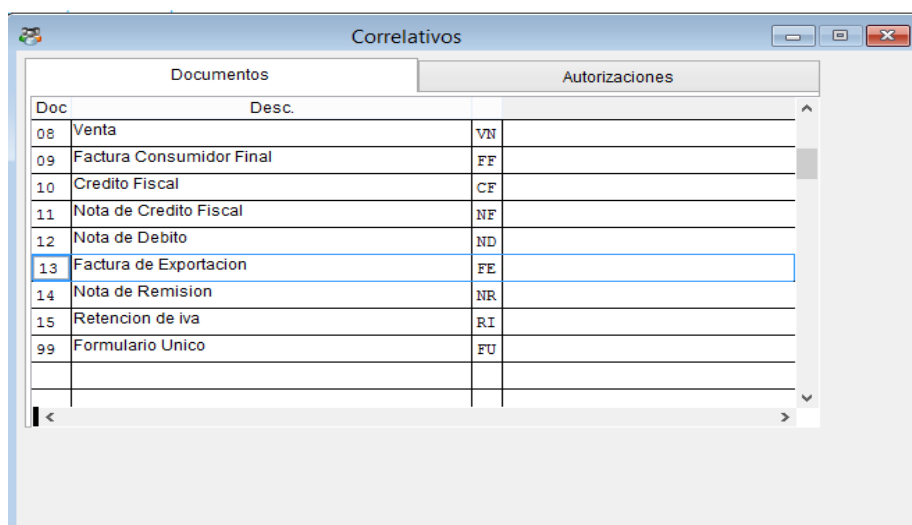 Correlativos
Documentos Autorizaciones
Doc Desc.
08 Venta VN
09 Factura Consumidor Final FF
10 Credito Fiscal CF
11 Nota de Credito Fiscal NF
12 Nota de Debito ND
13 Factura de Exportacion FE
14 Nota de Remision NR
15 Retencion de iva RI
99 Formulario Unico FU